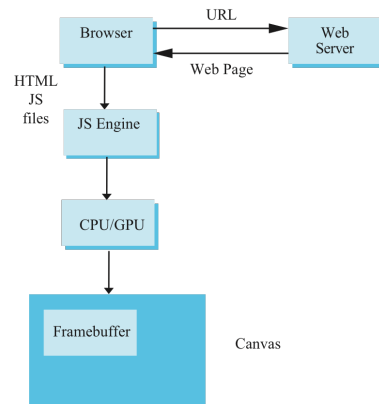 URL
Browser
Web
Server
Web Page
HTML
JS
files
JS Engine
CPU/GPU
Framebuffer
Canvas